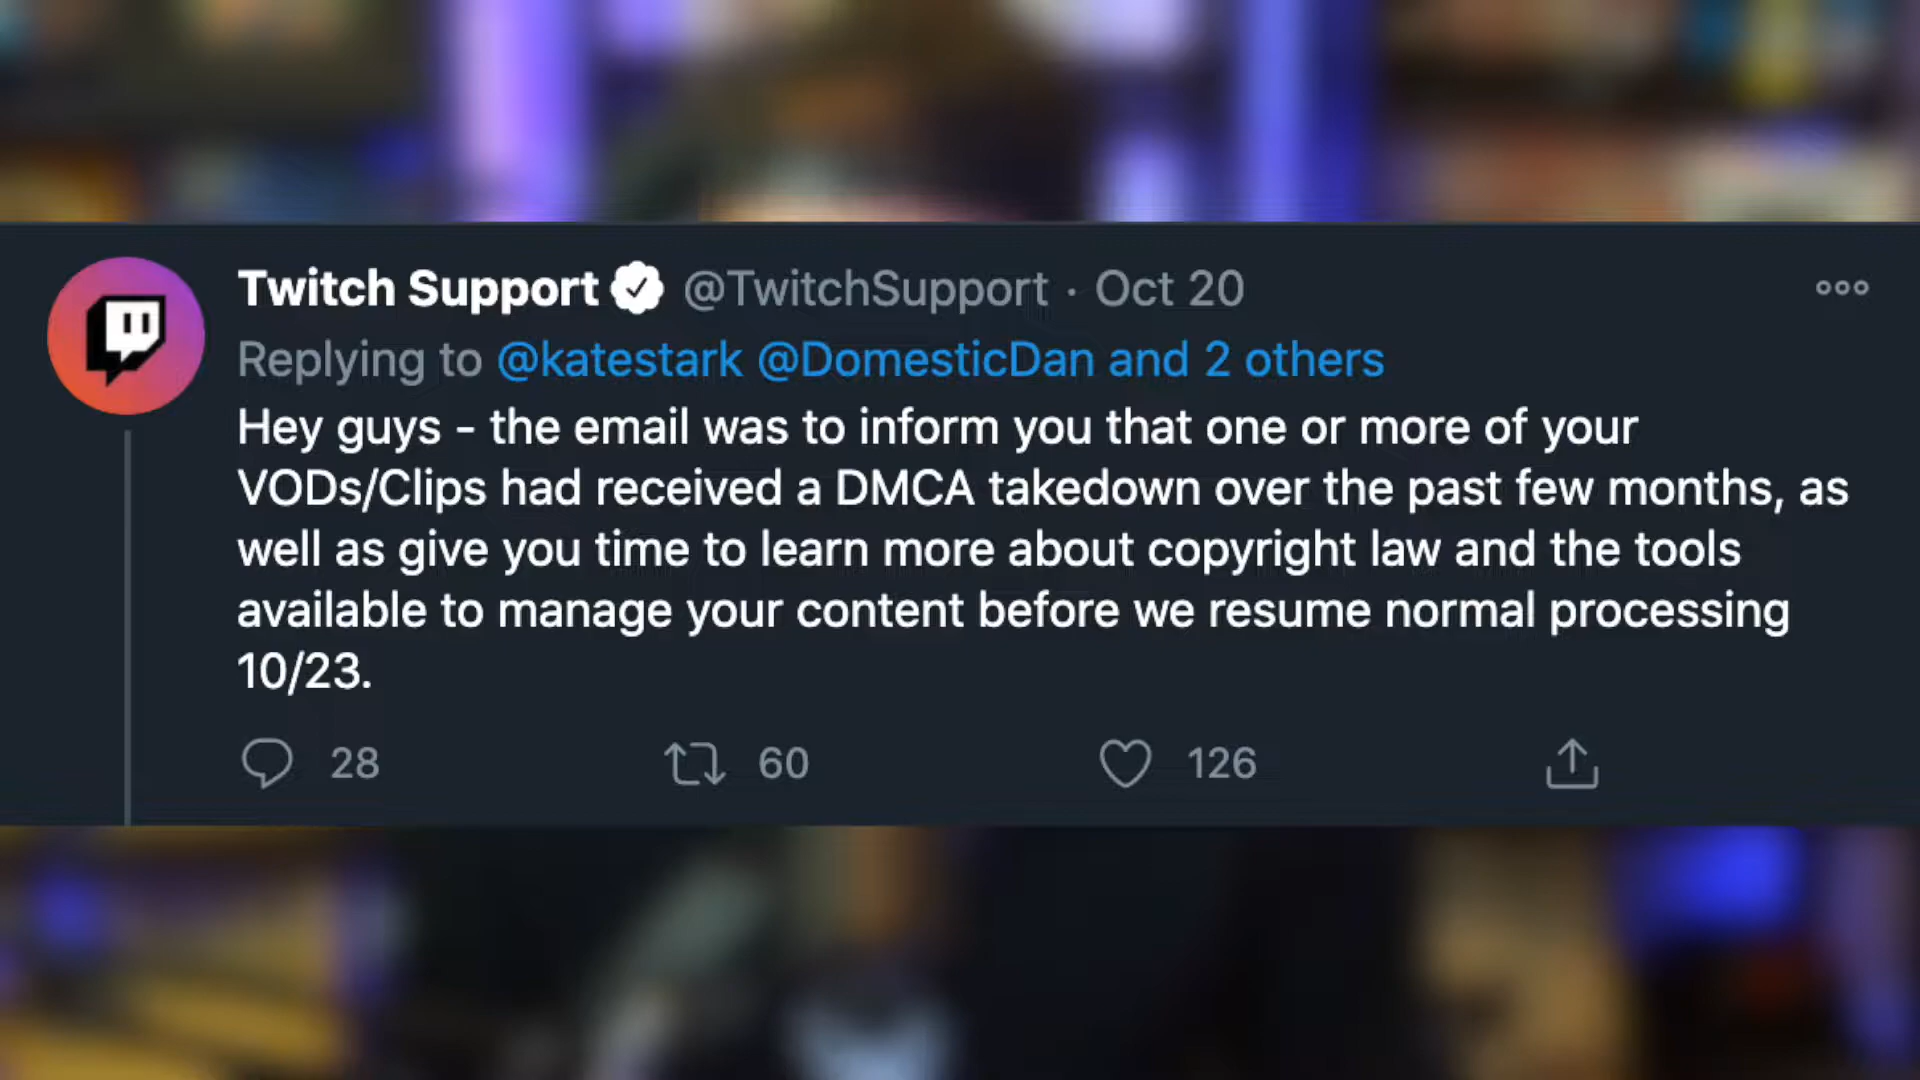 Twitch Support @TwitchSupport · Oct 20
Replying to @katestark @DomesticDan and 2 others
Hey guys - the email was to inform you that one or more of your
VODs/Clips had received a DMCA takedown over the past few months, as
well as give you time to learn more about copyright law and the tools
available to manage your content before we resume normal processing
10/23.
28 60 126